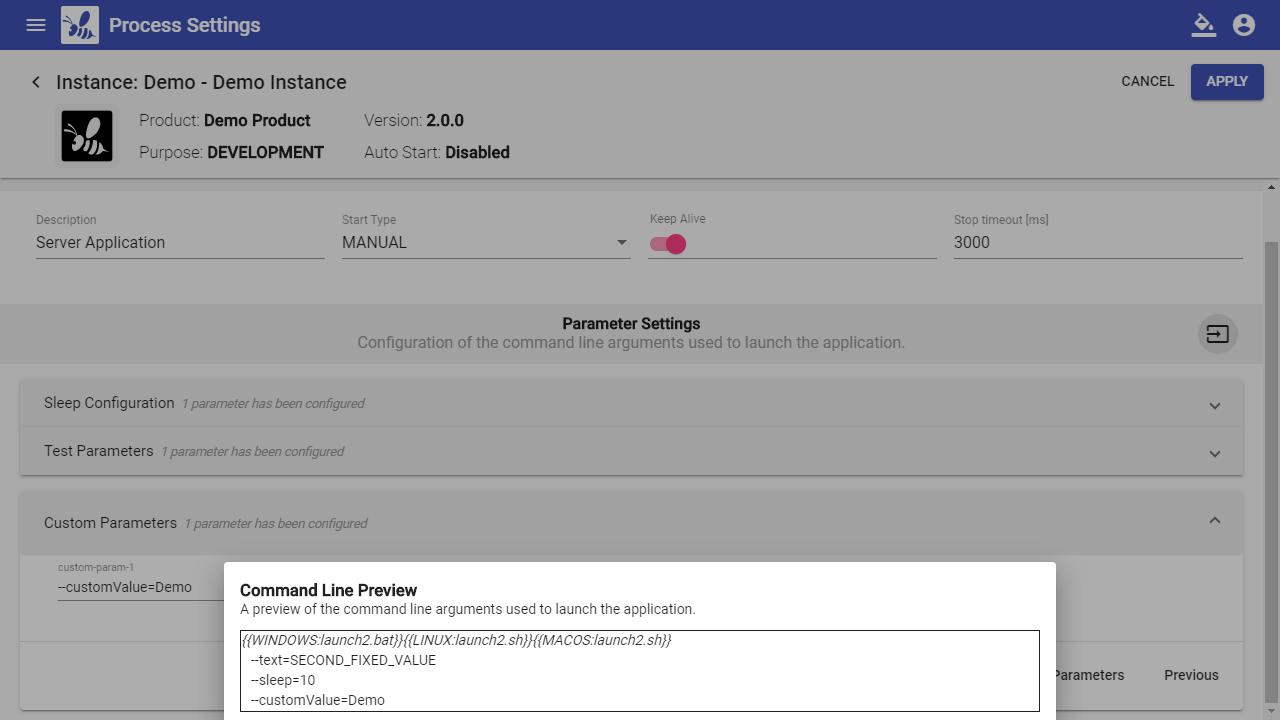 Process Settings
Instance: Demo - Demo Instance
CANCEL
APPLY
Product: Demo Product
Version: 2.0.0
Purpose: DEVELOPMENT
Auto Start: Disabled
Description
Start Type
Keep Alive
Stop timeout [ms]
Server Application
MANUAL
3000
Parameter Settings
Configuration of the command line arguments used to launch the application.
Sleep Configuration 1 parameter has been configured
Test Parameters 1 parameter has been configured
Custom Parameters 1 parameter has been configured
custom-param-1
--customValue=Demo
Command Line Preview
A preview of the command line arguments used to launch the application.
{{WINDOWS:launch2.bat}}{{LINUX:launch2.sh}}{{MACOS:launch2.sh}}
--text=SECOND_FIXED_VALUE
--sleep=10
--customValue=Demo
Parameters
Previous